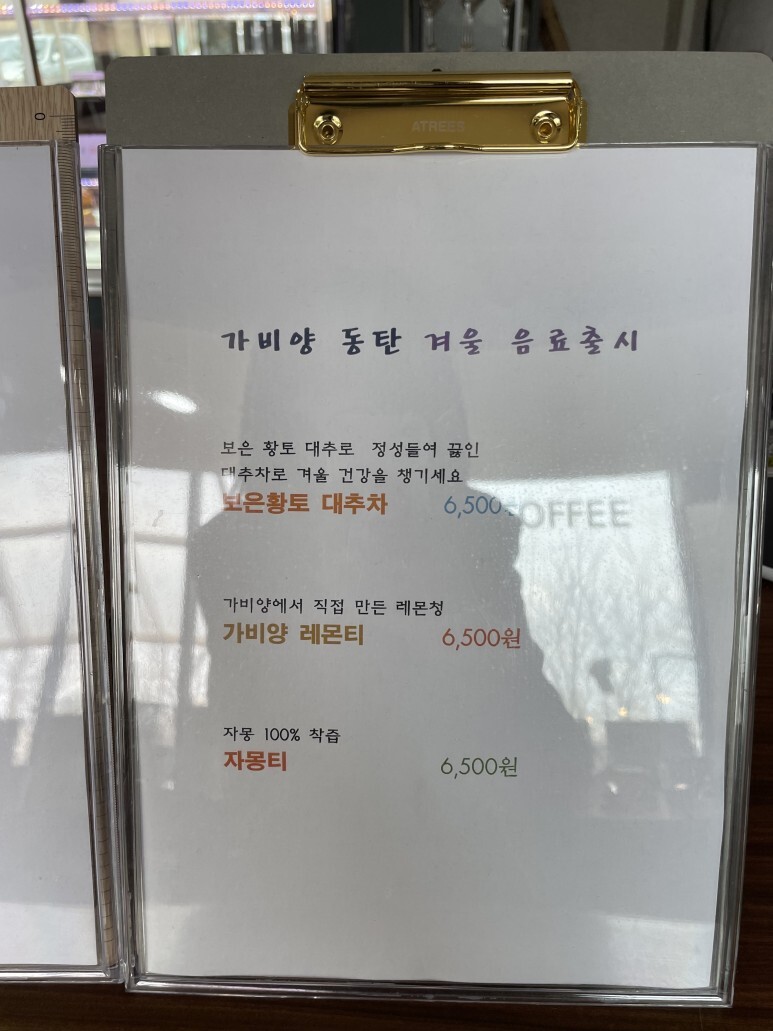 ATREES
가비양 동탄 겨울 음료출시
보은 황토 대추로 정성들여 끓인
대추차로 겨울 건강을 챙기세요
보은황토 대추차 6,500
OFFEE
가비양에서 직접 만든 레몬청
가비양 레몬티 6,500원
자몽 100% 착즙
자몽티 6,500원
0